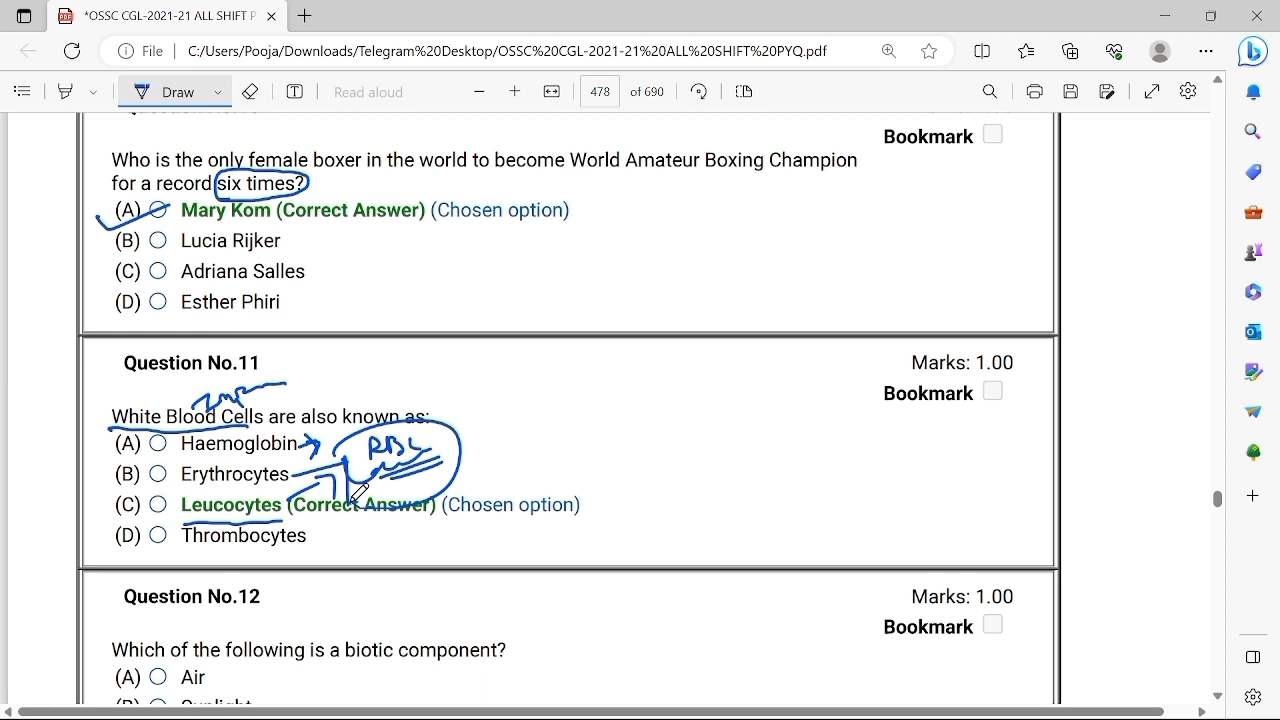 *OSSC CGL-2021-21 ALL SHIFT P
File
C:/Users/Pooja/Downloads/Telegram%20Desktop/OSSC%20CGL-2021-21%20ALL%20SHIFT%20PYQ.pdf
Draw
Read aloud
478 of 690
Bookmark
Who is the only female boxer in the world to become World Amateur Boxing Champion
for a record six times?
(A) Mary Kom (Correct Answer) (Chosen option)
(B) Lucia Rijker
(C) Adriana Salles
(D) Esther Phiri
Question No.11 Marks: 1.00
Bookmark
White Blood Cells are also known as:
(A) Haemoglobin
RBC
(B) Erythrocytes
(C) Leucocytes (Correct Answer) (Chosen option)
(D) Thrombocytes
Question No.12 Marks: 1.00
Bookmark
Which of the following is a biotic component?
(A) Air